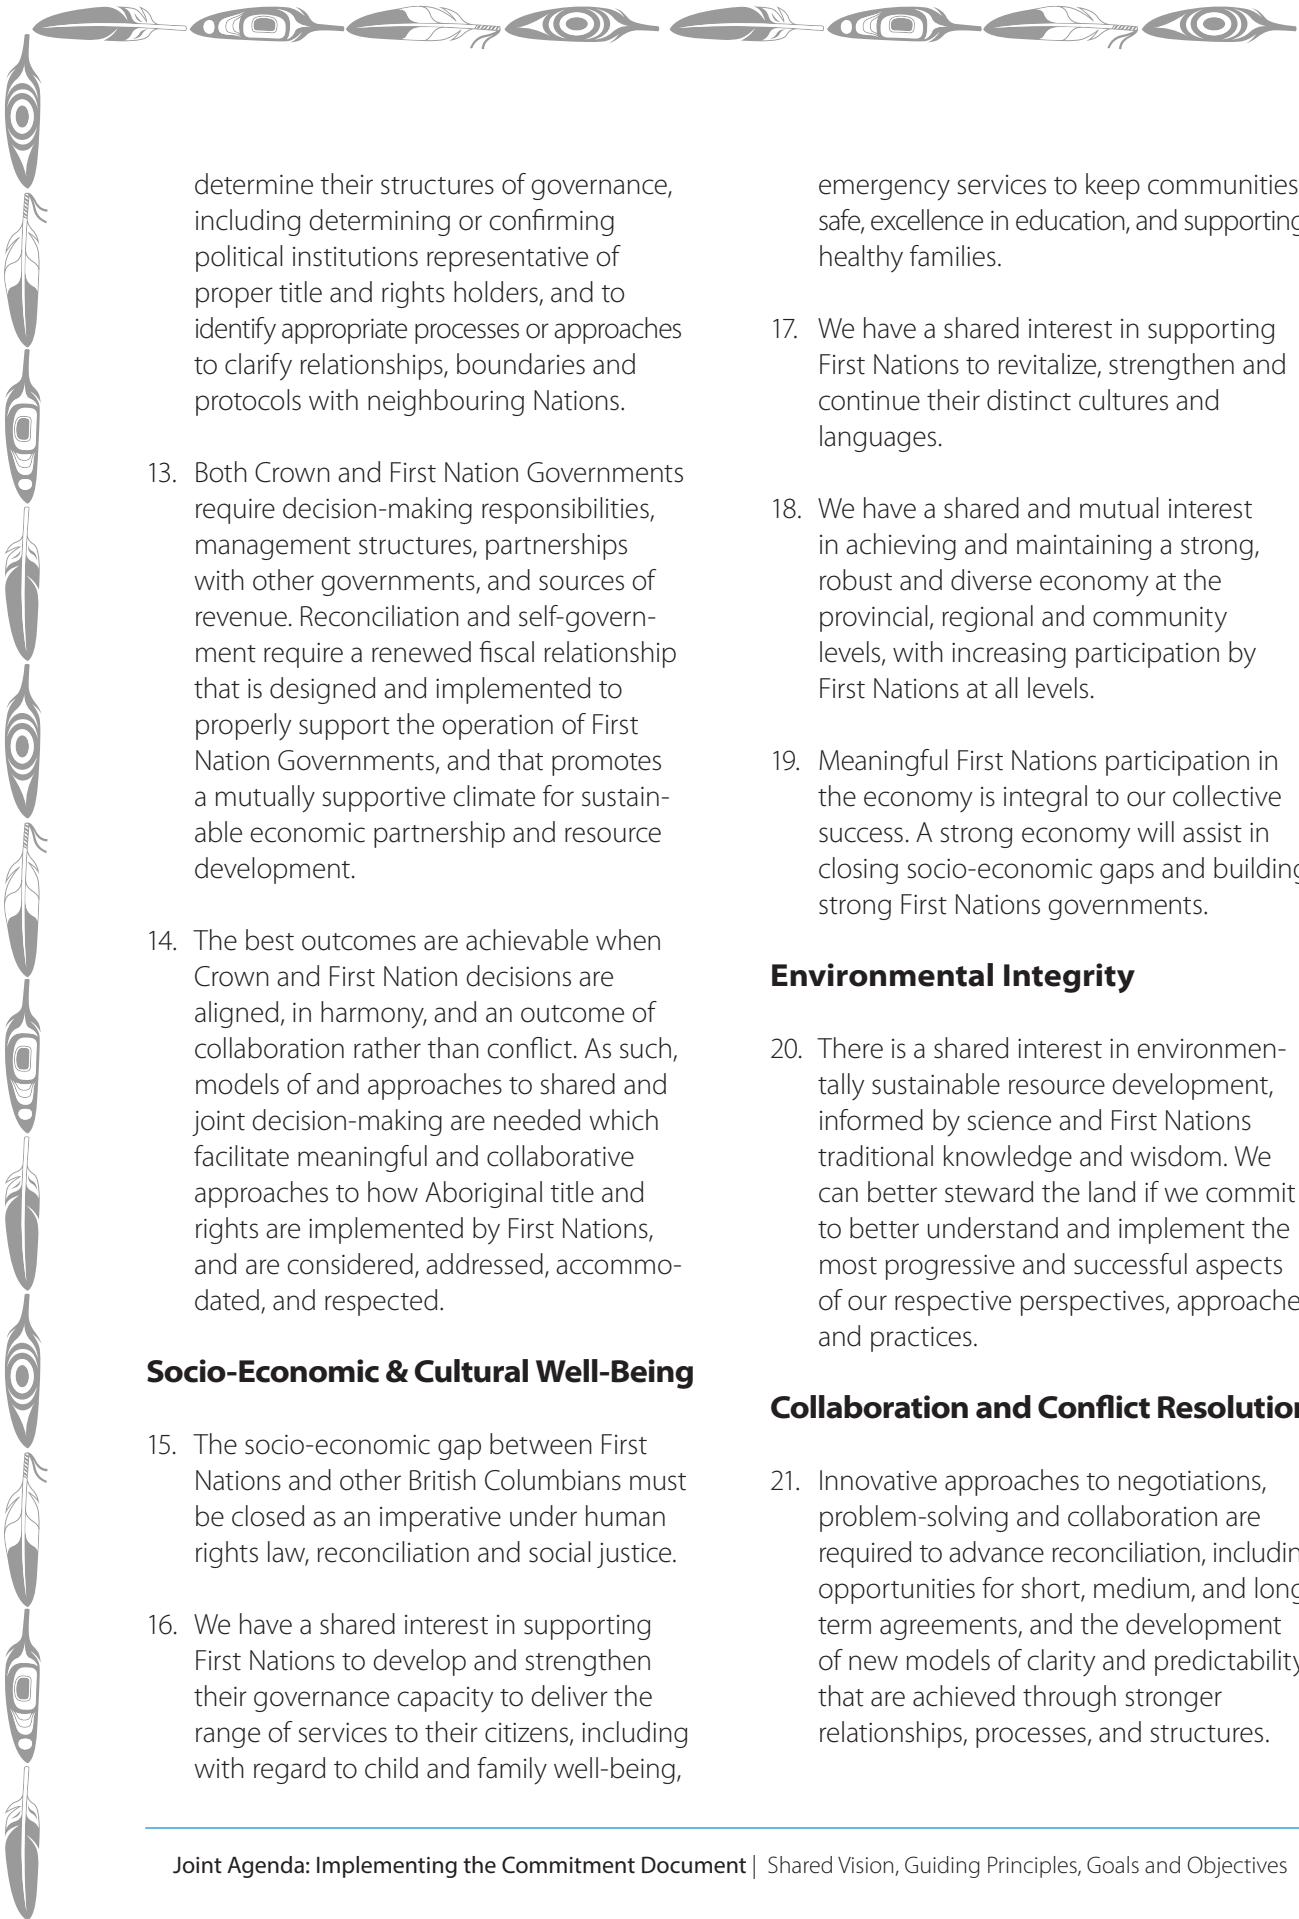 determine their structures of governance,
including determining or confirming
political institutions representative of
proper title and rights holders, and to
identify appropriate processes or approaches
to clarify relationships, boundaries and
protocols with neighbouring Nations.
13. Both Crown and First Nation Governments
require decision-making responsibilities,
management structures, partnerships
with other governments, and sources of
revenue. Reconciliation and self-govern-
ment require a renewed fiscal relationship
that is designed and implemented to
properly support the operation of First
Nation Governments, and that promotes
a mutually supportive climate for sustain-
able economic partnership and resource
development.
14. The best outcomes are achievable when
Crown and First Nation decisions are
aligned, in harmony, and an outcome of
collaboration rather than conflict. As such,
models of and approaches to shared and
joint decision-making are needed which
facilitate meaningful and collaborative
approaches to how Aboriginal title and
rights are implemented by First Nations,
and are considered, addressed, accommo-
dated, and respected.
Socio-Economic & Cultural Well-Being
15. The socio-economic gap between First
Nations and other British Columbians must
be closed as an imperative under human
rights law, reconciliation and social justice.
16. We have a shared interest in supporting
First Nations to develop and strengthen
their governance capacity to deliver the
range of services to their citizens, including
with regard to child and family well-being,
emergency services to keep communities
safe, excellence in education, and supporting
healthy families.
17. We have a shared interest in supporting
First Nations to revitalize, strengthen and
continue their distinct cultures and
languages.
18. We have a shared and mutual interest
in achieving and maintaining a strong,
robust and diverse economy at the
provincial, regional and community
levels, with increasing participation by
First Nations at all levels.
19. Meaningful First Nations participation in
the economy is integral to our collective
success. A strong economy will assist in
closing socio-economic gaps and building
strong First Nations governments.
Environmental Integrity
20. There is a shared interest in environmen-
tally sustainable resource development,
informed by science and First Nations
traditional knowledge and wisdom. We
can better steward the land if we commit
to better understand and implement the
most progressive and successful aspects
of our respective perspectives, approache
and practices.
Collaboration and Conflict Resolution
21. Innovative approaches to negotiations,
problem-solving and collaboration are
required to advance reconciliation, includin
opportunities for short, medium, and long
term agreements, and the development
of new models of clarity and predictability
that are achieved through stronger
relationships, processes, and structures.
Joint Agenda: Implementing the Commitment Document | Shared Vision, Guiding Principles, Goals and Objectives